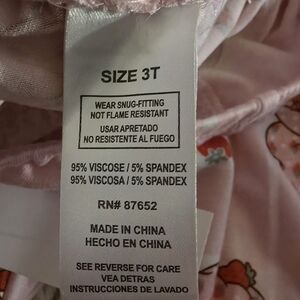 SIZE 3T
WEAR SNUG-FITTING
NOT FLAME RESISTANT
USAR APRETADO
NO RESISTENTE AL FUEGO
95% VISCOSE / 5% SPANDEX
95% VISCOSA / 5% SPANDEX
RN# 87652
MADE IN CHINA
HECHO EN CHINA
SEE REVERSE FOR CARE
VEA DETRAS
INSTRUCCIONES DE LAVADO